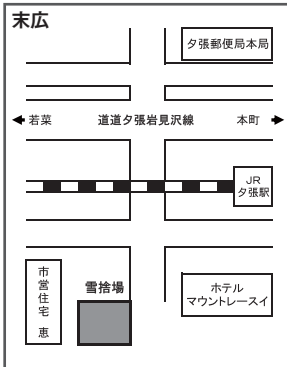 末広
夕張郵便局本局
若菜
道道夕張岩見沢線
本町
JR
夕張駅
市営住宅 恵
雪捨場
ホテル
マウントレースイ